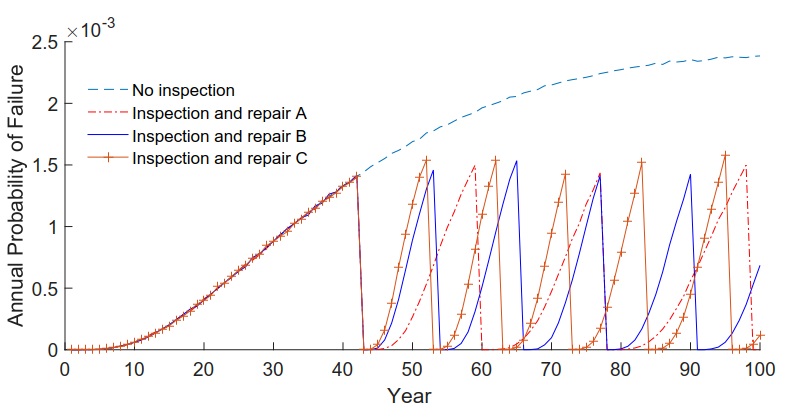 ×10-3
2.5
2
1.5
1
0.5
0
Annual Probability of Failure
No inspection
Inspection and repair A
Inspection and repair B
Inspection and repair C
0 10 20 30 40 50 60 70 80 90 100
Year